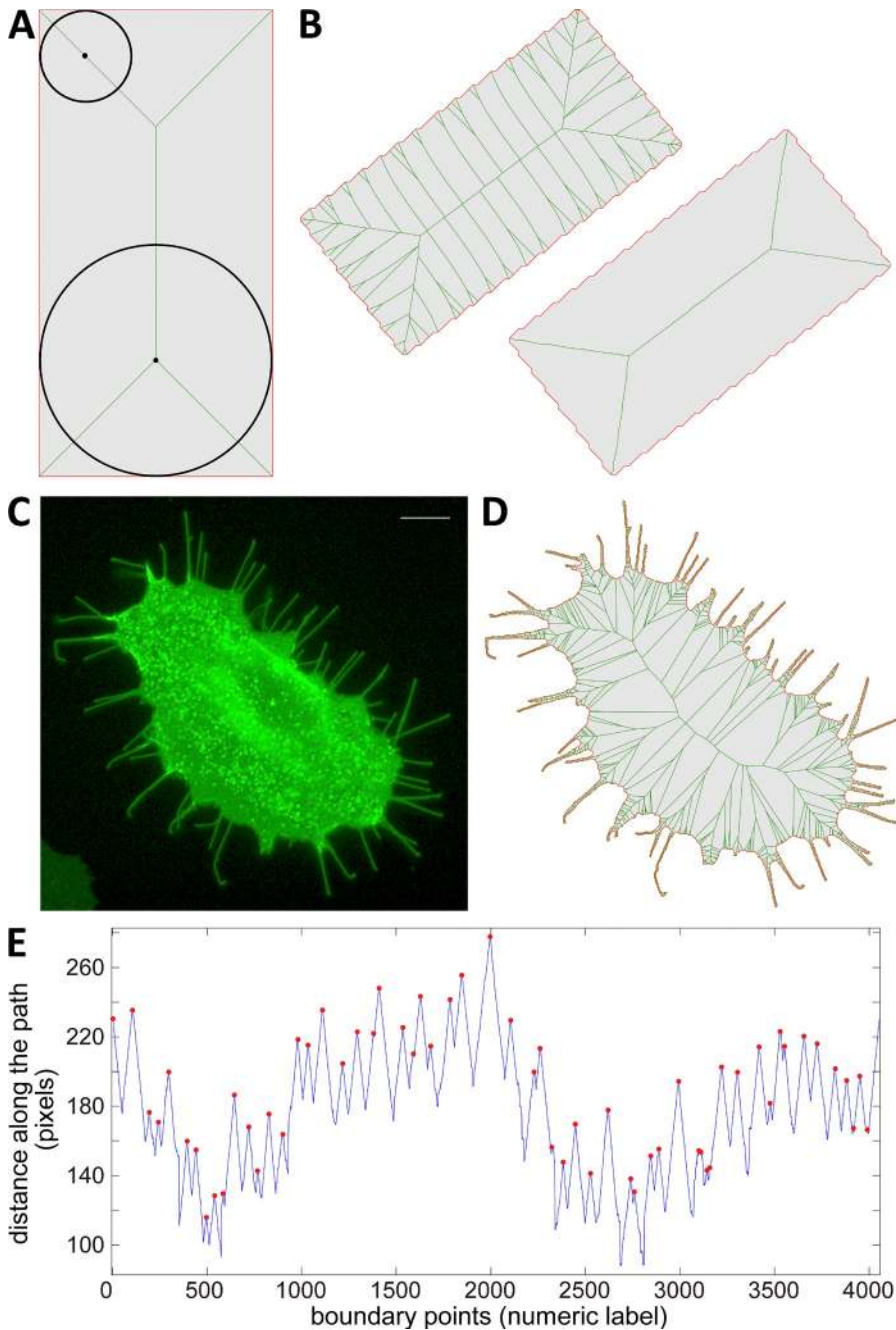 A
B
C
D
E
distance along the path
(pixels)
260
220
180
140
100
0 500 1000 1500 2000 2500 3000 3500 4000
boundary points (numeric label)